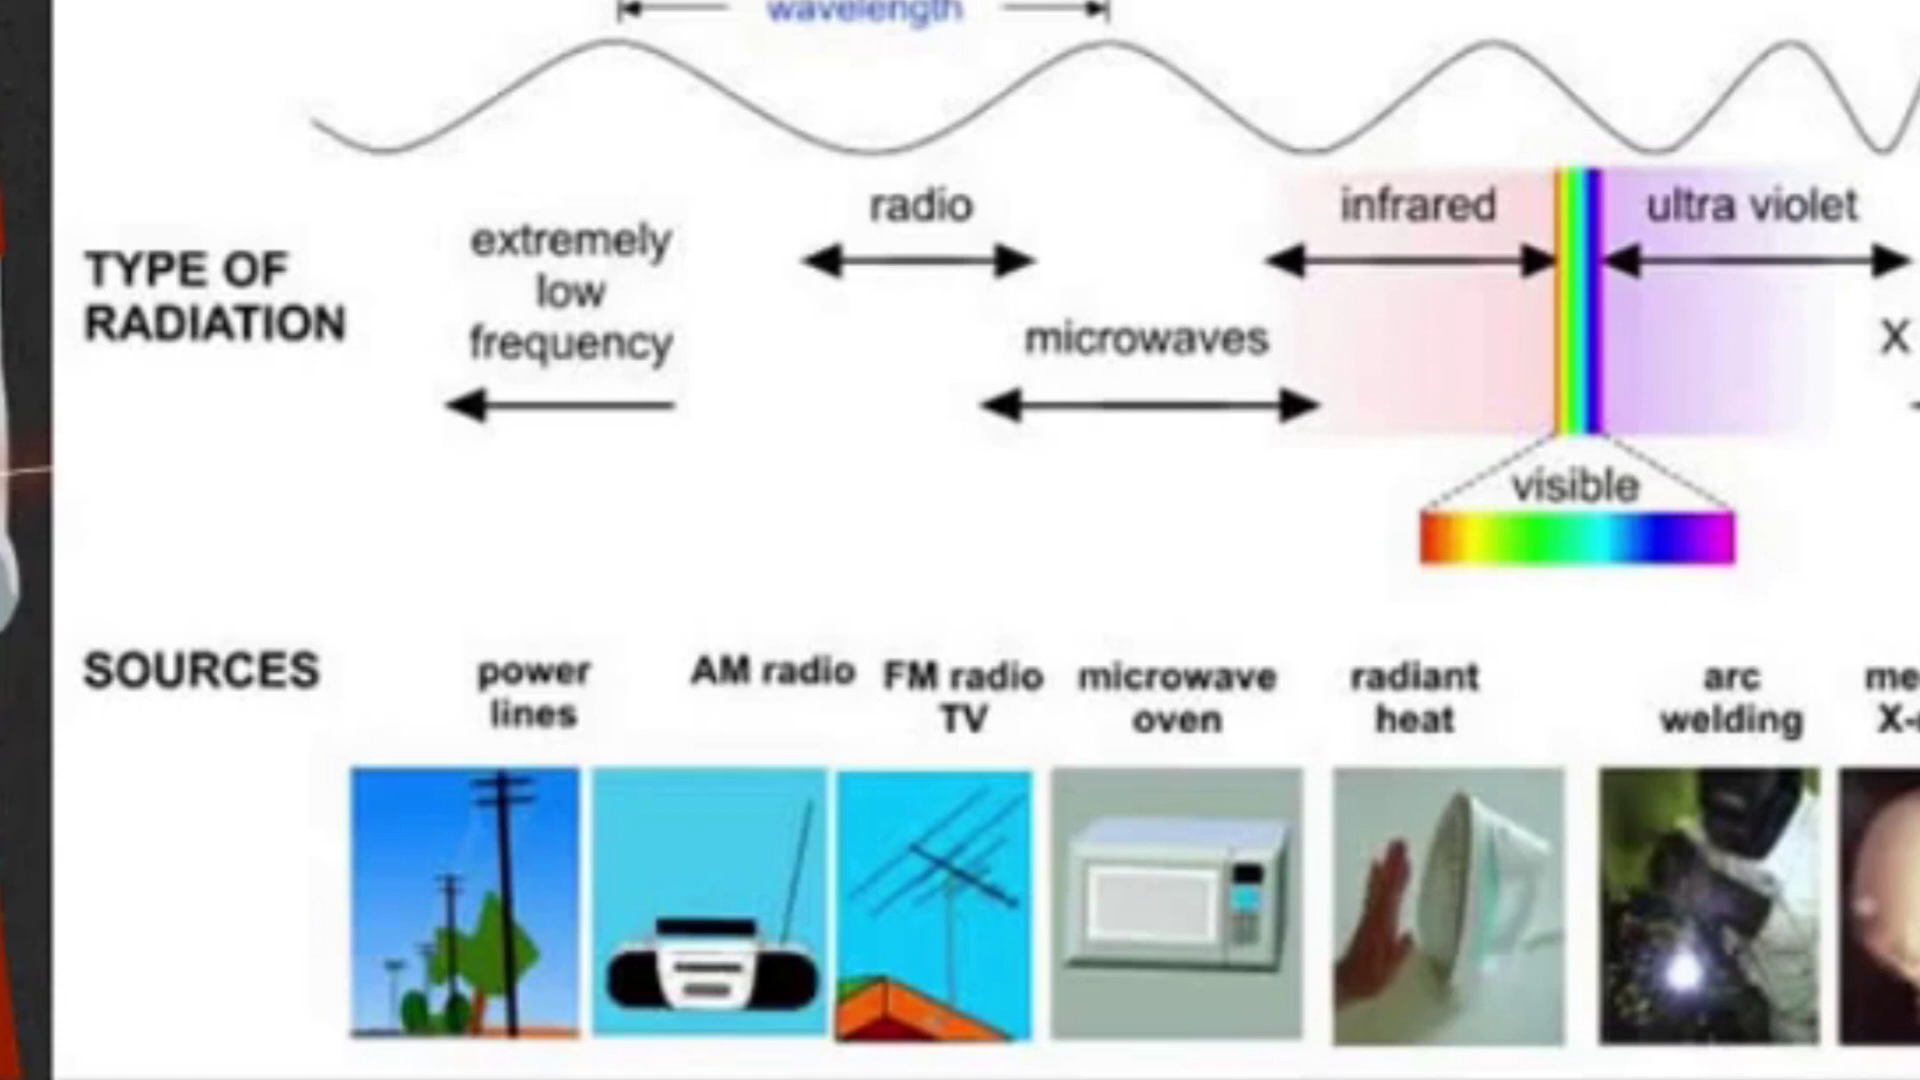 wavelength
radio
infrared
ultra violet
extremely
low
frequency
TYPE OF
RADIATION
microwaves
X
visible
SOURCES
power
lines
AM radio
FM radio
TV
microwave
oven
radiant
heat
arc
welding
me
X-